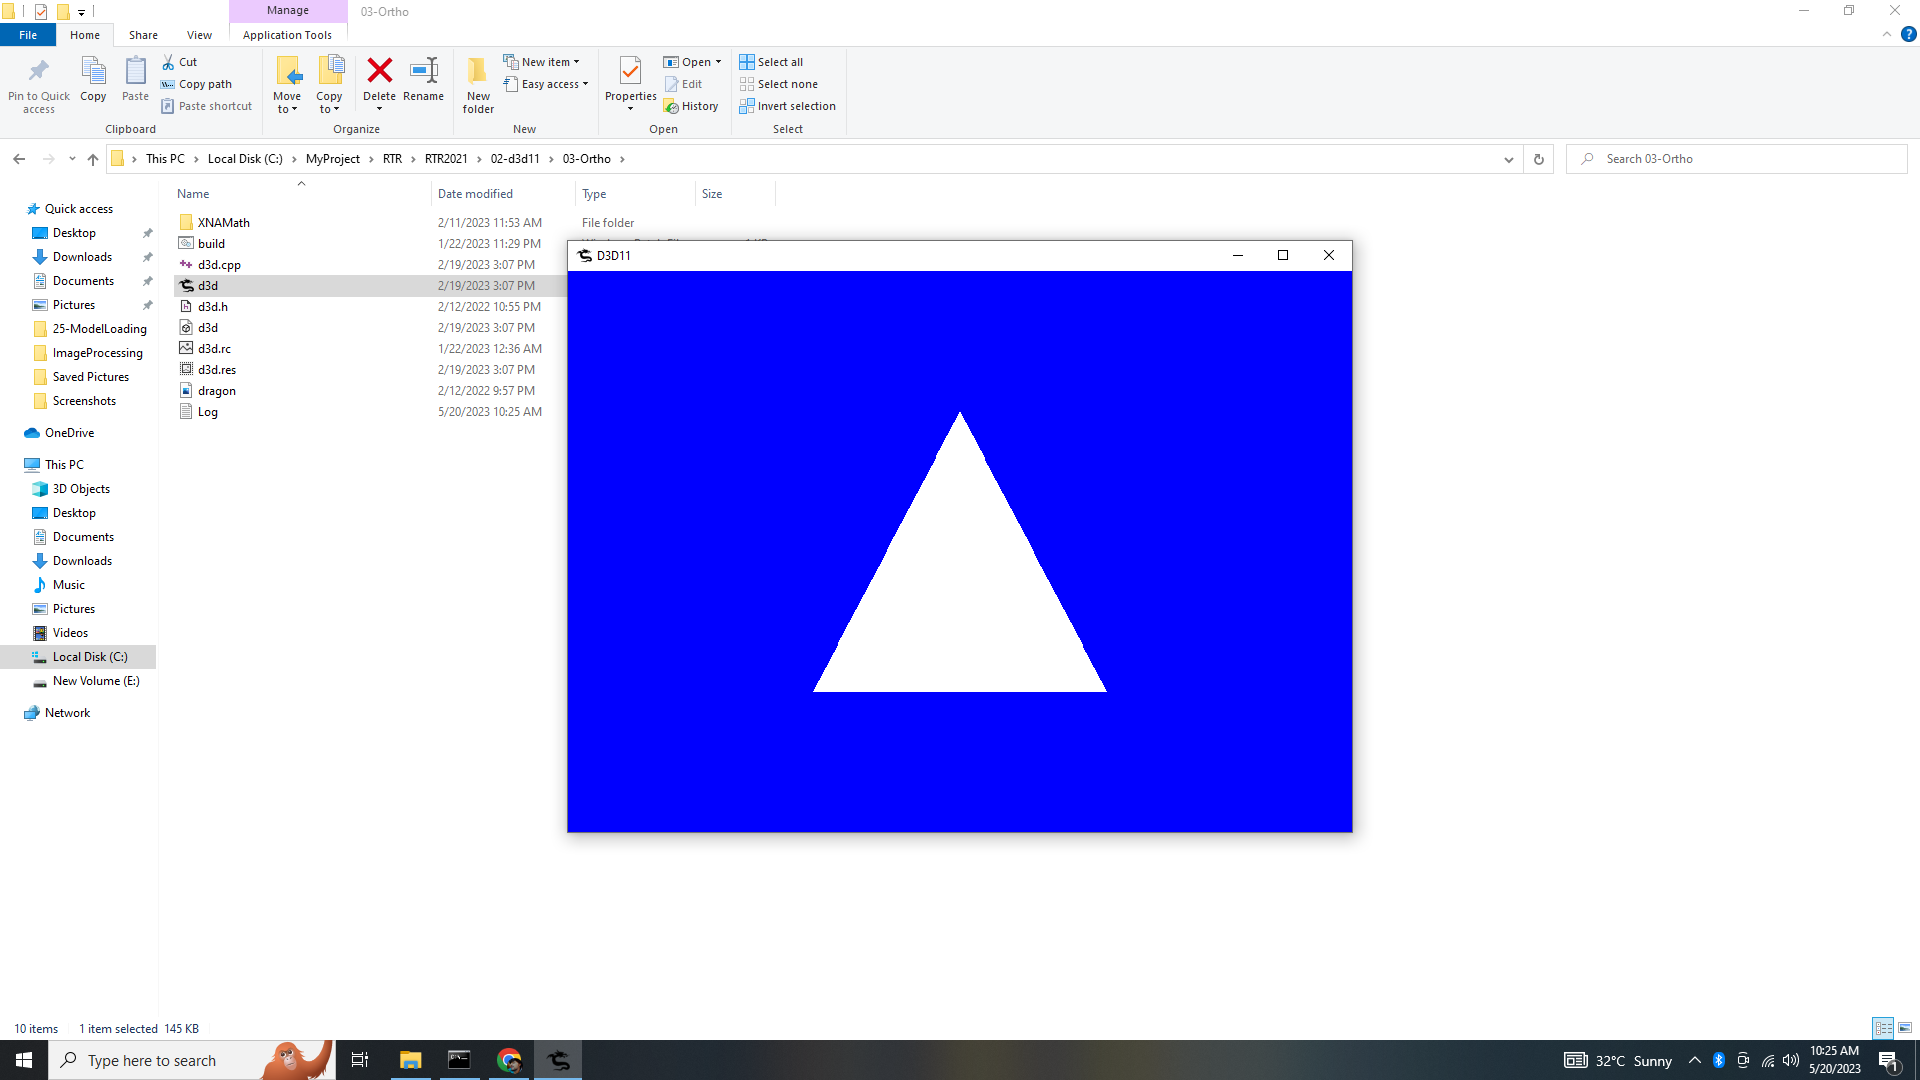 Manage
03-Ortho
File
Home
Share
View
Application Tools
Pin to Quick access
Copy
Paste
Cut
Copy path
Paste shortcut
Clipboard
Move to
Copy to
Delete
Rename
Organize
New folder
New item
Easy access
New
Properties
Open
Edit
History
Open
Select all
Select none
Invert selection
Select
This PC > Local Disk (C:) > MyProject > RTR > RTR2021 > 02-d3d11 > 03-Ortho >
Search 03-Ortho
Name Date modified Type Size
XNAMath 2/11/2023 11:53 AM File folder
build 1/22/2023 11:29 PM
d3d.cpp 2/19/2023 3:07 PM
d3d 2/19/2023 3:07 PM
d3d.h 2/12/2022 10:55 PM
d3d 2/19/2023 3:07 PM
d3d.rc 1/22/2023 12:36 AM
d3d.res 2/19/2023 3:07 PM
dragon 2/12/2022 9:57 PM
Log 5/20/2023 10:25 AM
Quick access
Desktop
Downloads
Documents
Pictures
25-ModelLoading
ImageProcessing
Saved Pictures
Screenshots
OneDrive
This PC
3D Objects
Desktop
Documents
Downloads
Music
Pictures
Videos
Local Disk (C:)
New Volume (E:)
Network
D3D11
10 items 1 item selected 145 KB
Type here to search
32°C Sunny
10:25 AM
5/20/2023
1